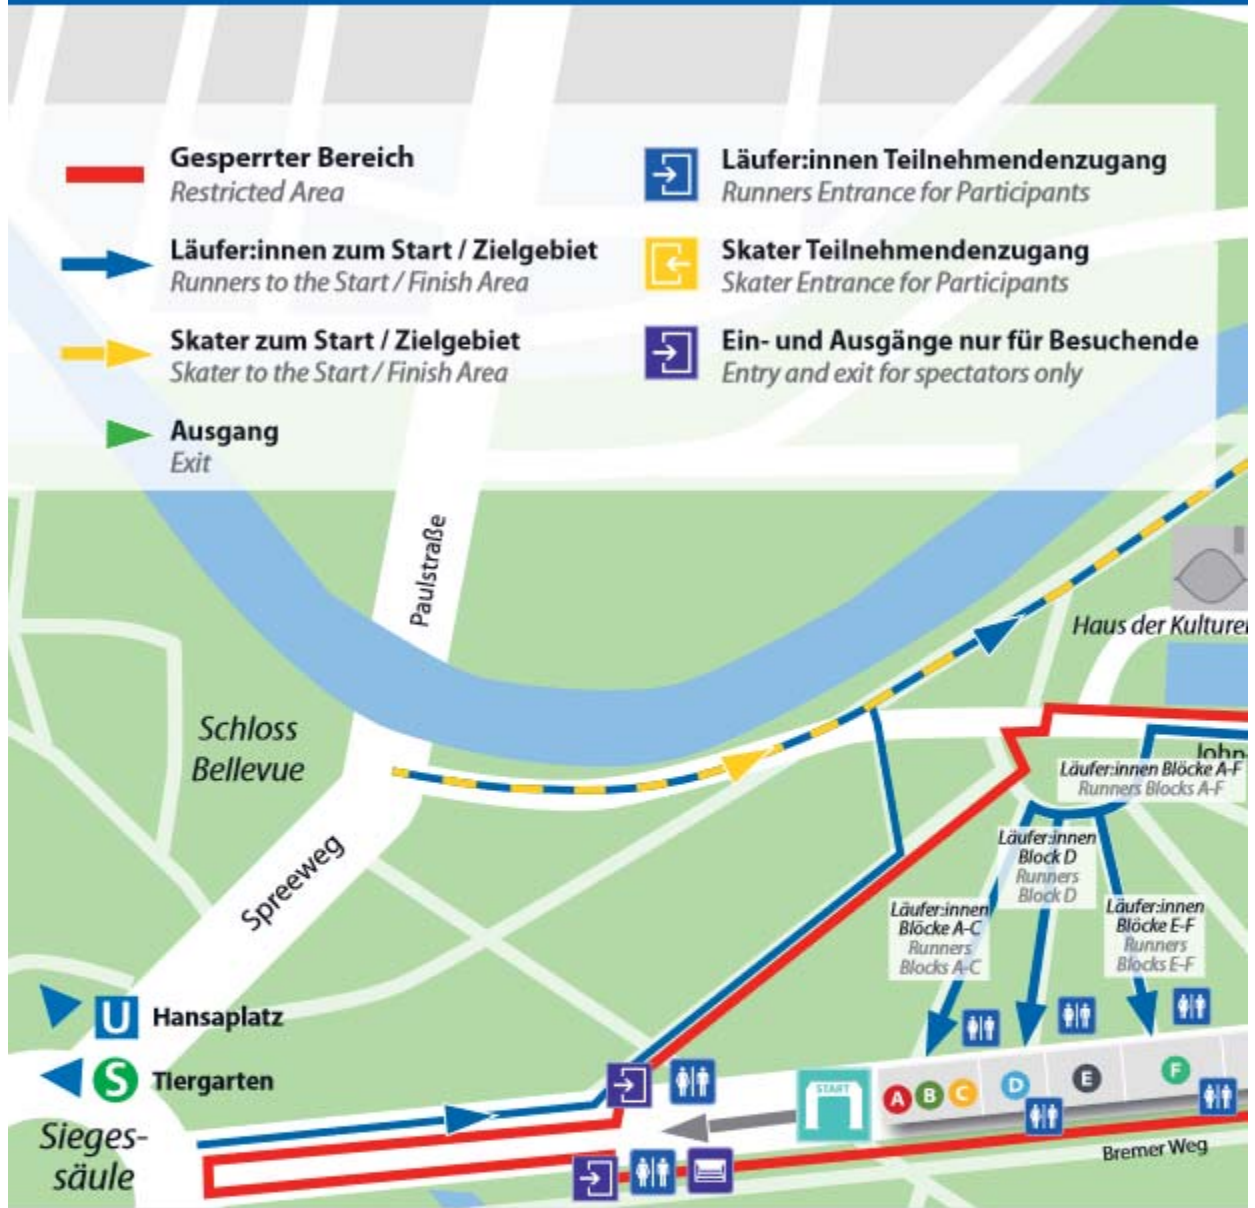 Gesperrter Bereich
Restricted Area
Läufer:innen zum Start / Zielgebiet
Runners to the Start / Finish Area
Skater zum Start / Zielgebiet
Skater to the Start / Finish Area
Ausgang
Exit
Läufer:innen Teilnehmendenzugang
Runners Entrance for Participants
Skater Teilnehmendenzugang
Skater Entrance for Participants
Ein- und Ausgänge nur für Besuchende
Entry and exit for spectators only
Paulstraße
Haus der Kulturen
Schloss
Bellevue
John-
Läufer:innen Blöcke A-F
Runners Blocks A-F
Läufer:innen
Block D
Runners
Block D
Läufer:innen
Blöcke A-C
Runners
Blocks A-C
Läufer:innen
Blöcke E-F
Runners
Blocks E-F
Spreeweg
U Hansaplatz
S Tiergarten
START
A B C D E F
Sieges-
säule
Bremer Weg